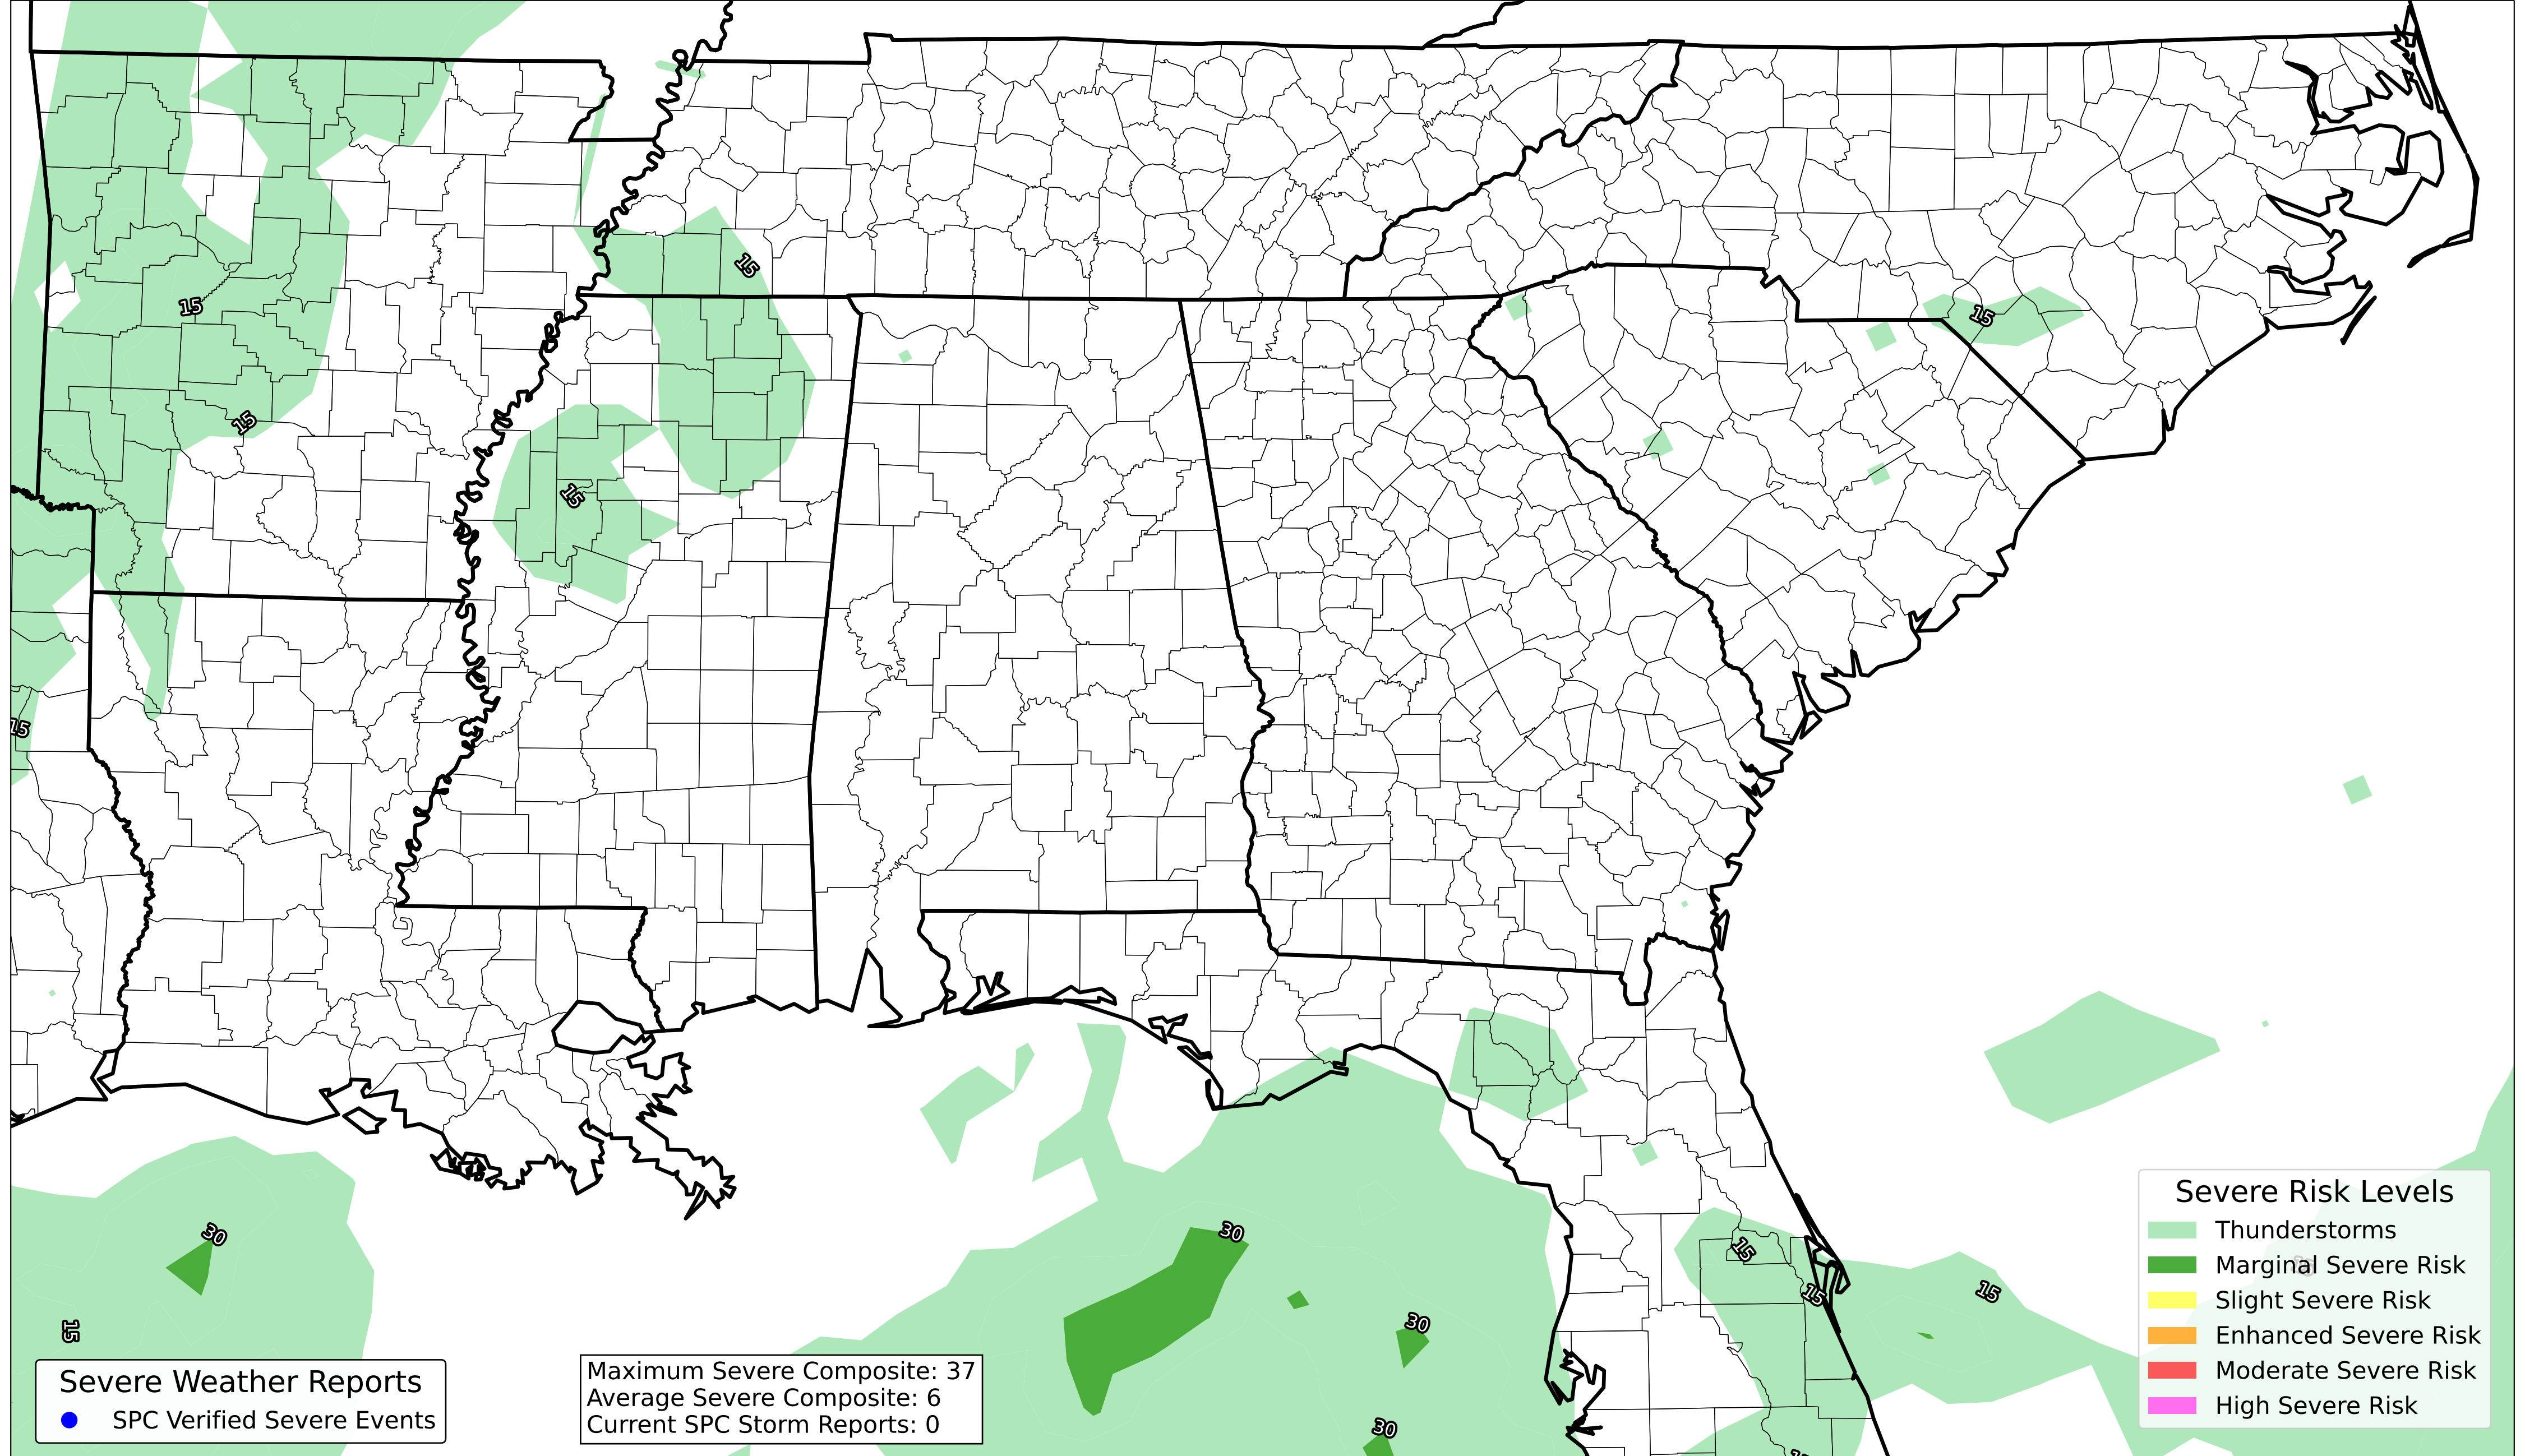 15
15
15
15
15
15
30
30
15
15
15
15
30
30
Severe Weather Reports
SPC Verified Severe Events
Maximum Severe Composite: 37
Average Severe Composite: 6
Current SPC Storm Reports: 0
Severe Risk Levels
Thunderstorms
Marginal Severe Risk
Slight Severe Risk
Enhanced Severe Risk
Moderate Severe Risk
High Severe Risk